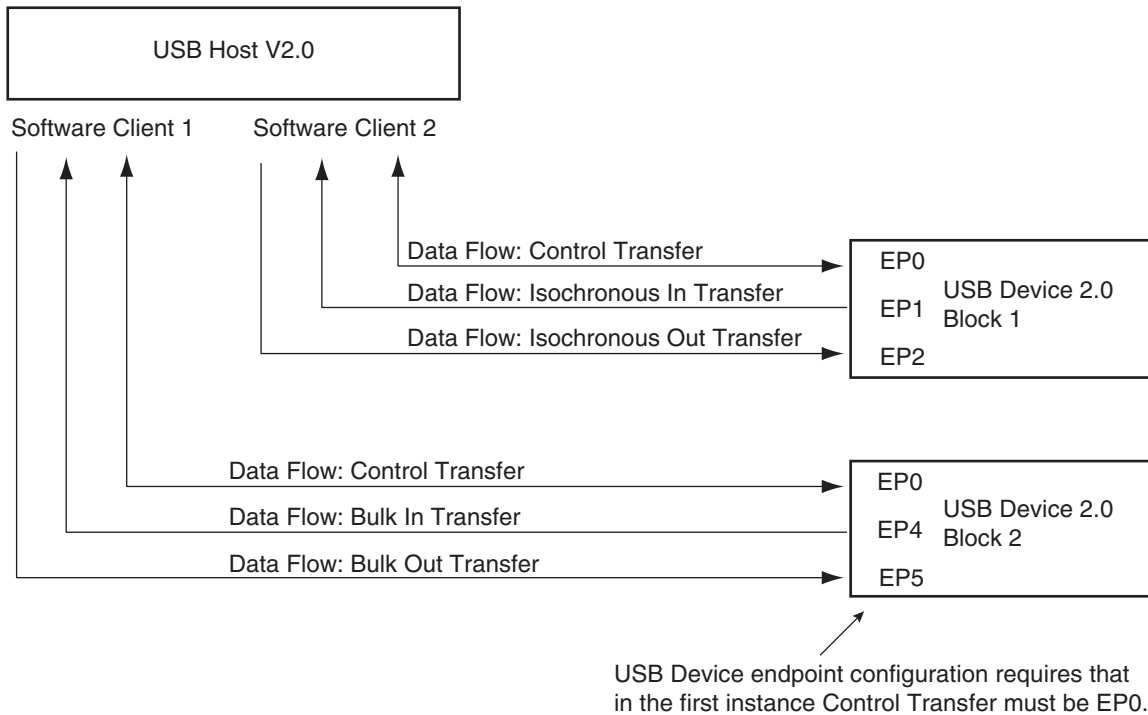 USB Host V2.0
Software Client 1
Software Client 2
Data Flow: Control Transfer
Data Flow: Isochronous In Transfer
Data Flow: Isochronous Out Transfer
EP0
EP1
EP2
USB Device 2.0
Block 1
Data Flow: Control Transfer
Data Flow: Bulk In Transfer
Data Flow: Bulk Out Transfer
EP0
EP4
EP5
USB Device 2.0
Block 2
USB Device endpoint configuration requires that
in the first instance Control Transfer must be EP0.